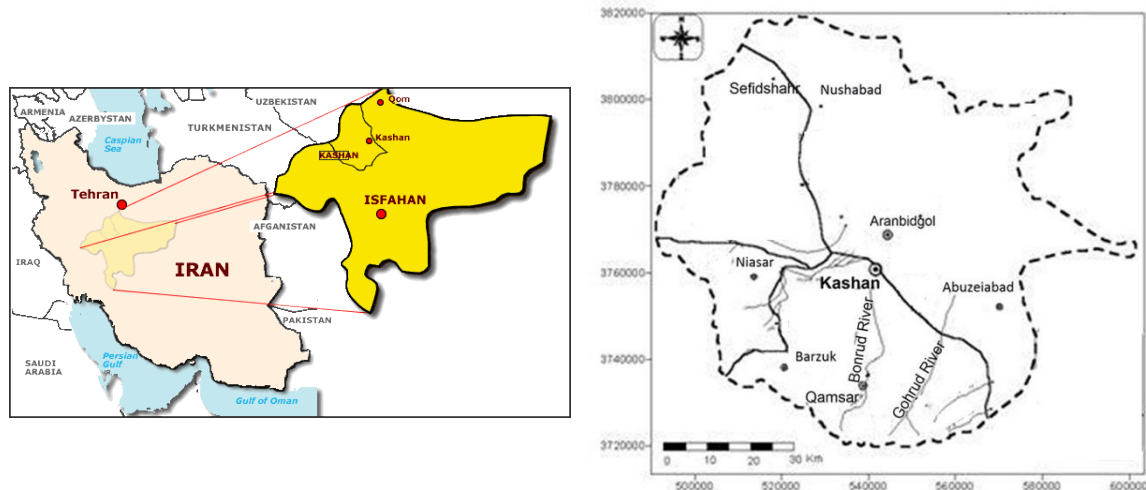 UZBEKISTAN
Qom
ARMENIA
AZERBYSTAN
TURKMENISTAN
Caspian
Sea
Kashan
KASHAN
Tehran
ISFAHAN
AFGANISTAN
IRAQ
IRAN
PAKISTAN
SAUDI
ARABIA
Persian
Gulf
Gulf of Oman
3820000
3800000
3780000
3760000
3740000
3720000
N
Sefidshahr
Nushabad
Aranbidgol
Niasar
Kashan
Abuzeiabad
Barzuk
Bonrud River
Gohrud River
Qamsar
0 10 20 30 Km
500000 520000 540000 560000 580000 600000